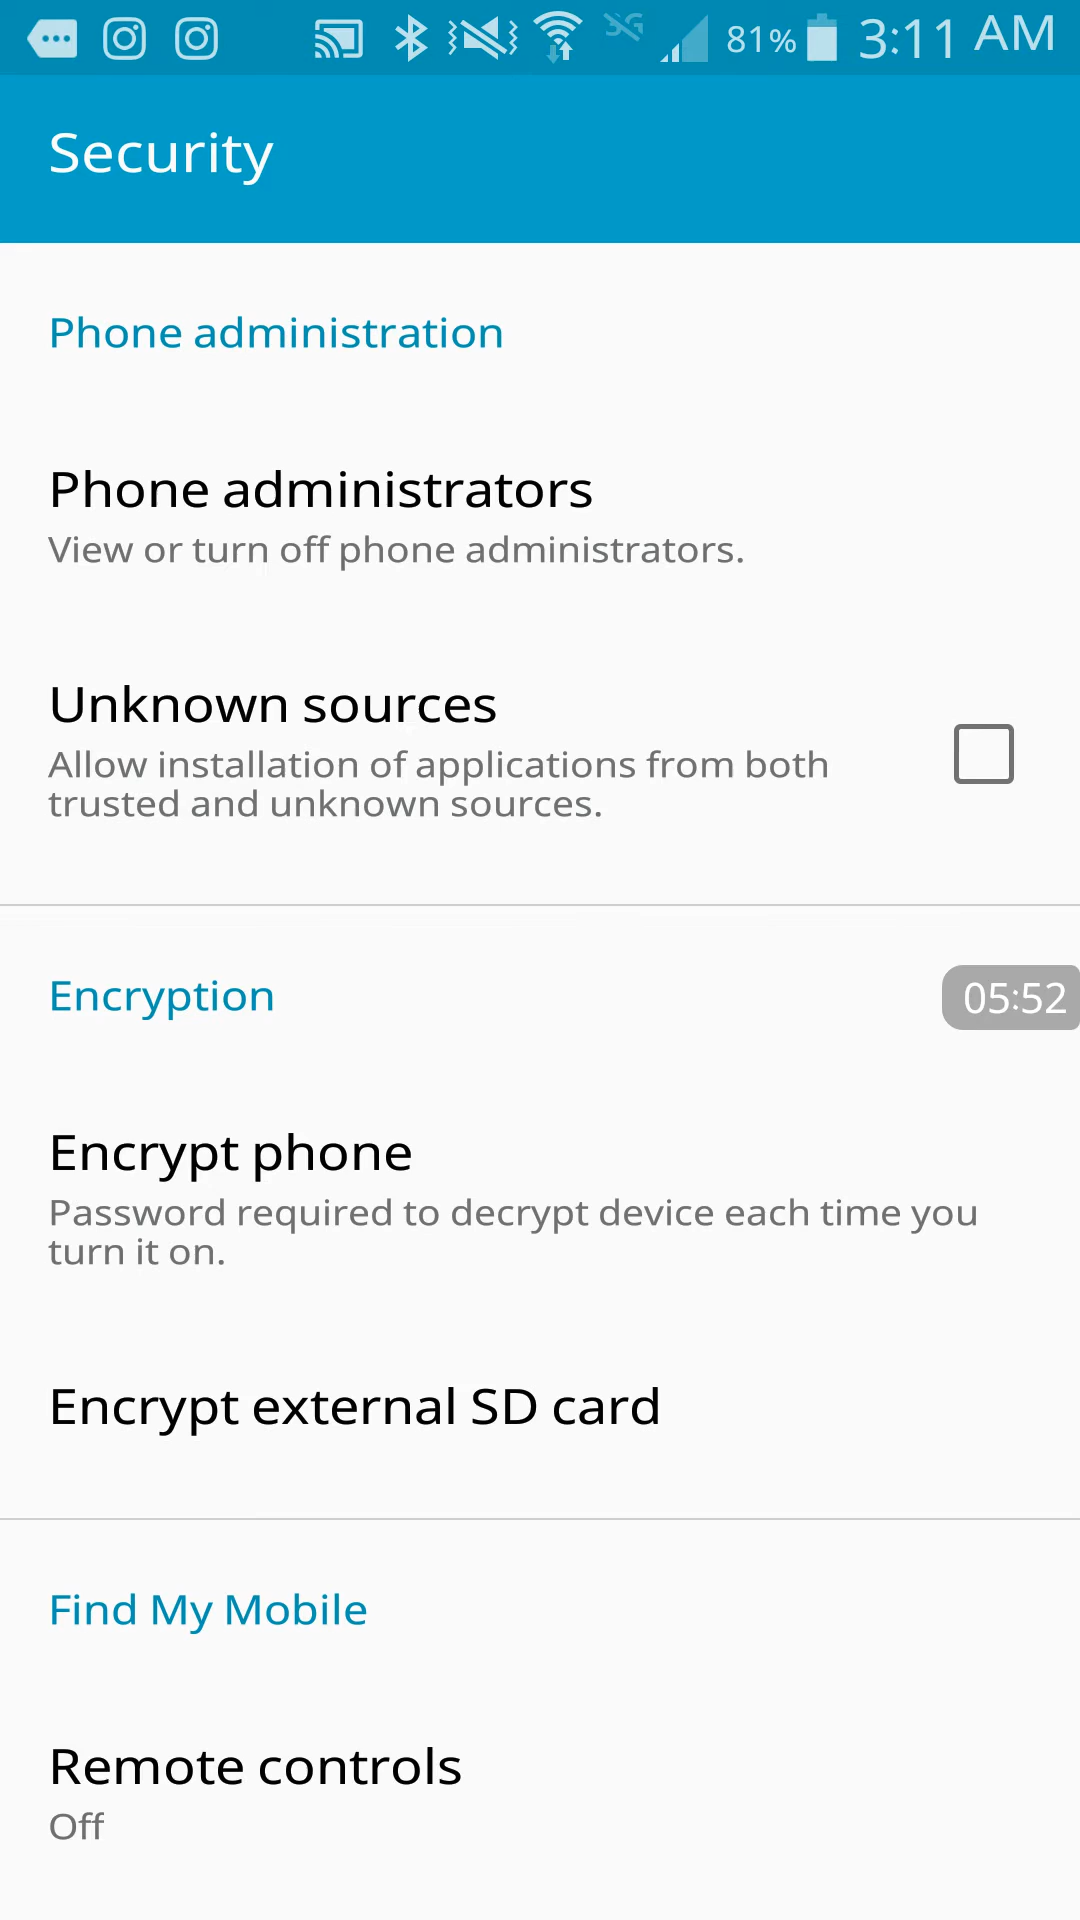 3G 81% 3:11 AM
Security
Phone administration
Phone administrators
View or turn off phone administrators.
Unknown sources
Allow installation of applications from both
trusted and unknown sources.
Encryption
05:52
Encrypt phone
Password required to decrypt device each time you
turn it on.
Encrypt external SD card
Find My Mobile
Remote controls
Off